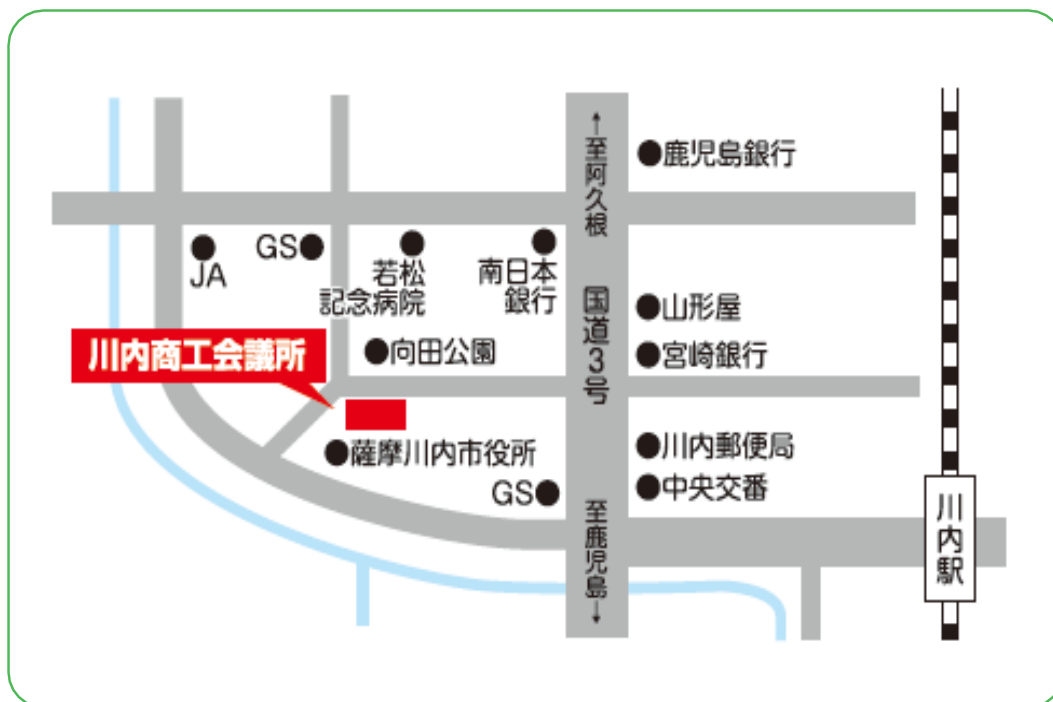 ↑至阿久根
鹿児島銀行
JA
GS
若松
記念病院
南日本
銀行
国道3号
山形屋
宮崎銀行
向田公園
川内商工会議所
薩摩川内市役所
GS
川内郵便局
中央交番
至鹿児島↓
川内駅